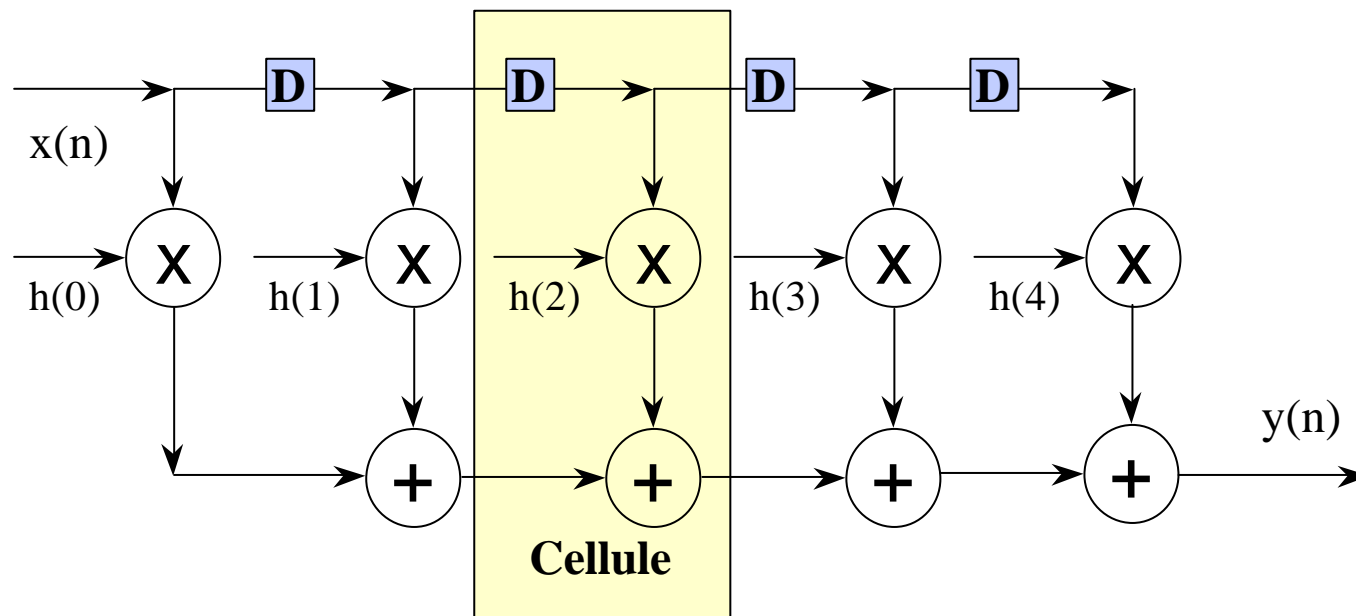 D D D D
x(n)
x x x x x
h(0) h(1) h(2) h(3) h(4)
y(n)
+ + + +
Cellule